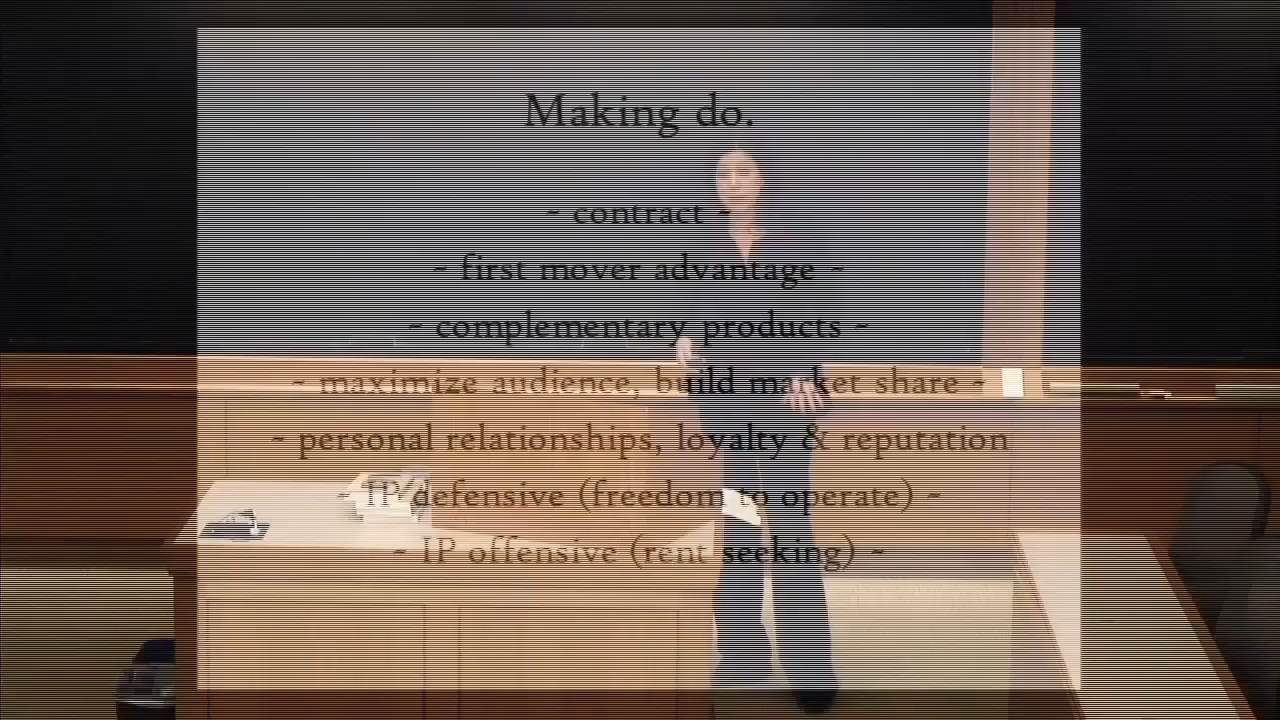 Making do.
~ contract ~
~ first mover advantage ~
~ complementary products ~
~ maximize audience, build market share ~
~ personal relationships, loyalty & reputation
~ IP defensive (freedom to operate) ~
~ IP offensive (rent seeking) ~